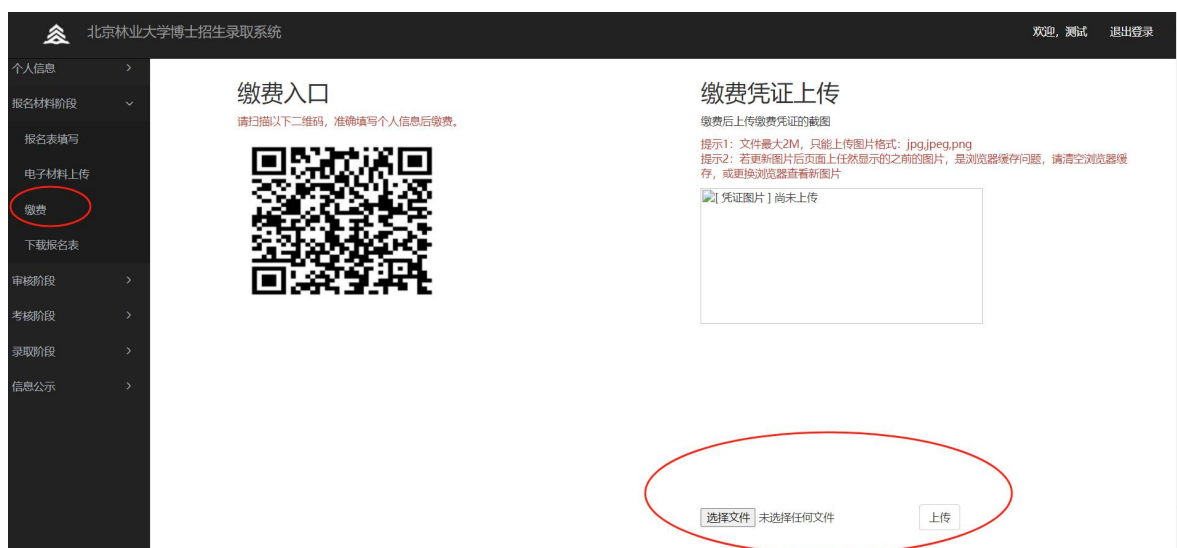 北京林业大学博士招生录取系统
欢迎，测试 退出登录
个人信息
报名材料阶段
报名表填写
电子材料上传
缴费
下载报名表
审核阶段
考核阶段
录取阶段
信息公示
缴费入口
请扫描以下二维码，准确填写个人信息后缴费。
缴费凭证上传
缴费后上传缴费凭证的截图
提示1：文件最大2M，只能上传图片格式：jpg,jpeg,png
提示2：若更新图片后页面上任然显示的之前的图片，是浏览器缓存问题，请清空浏览器缓
存，或更换浏览器查看新图片
[ 凭证图片 ] 尚未上传
选择文件 未选择任何文件 上传